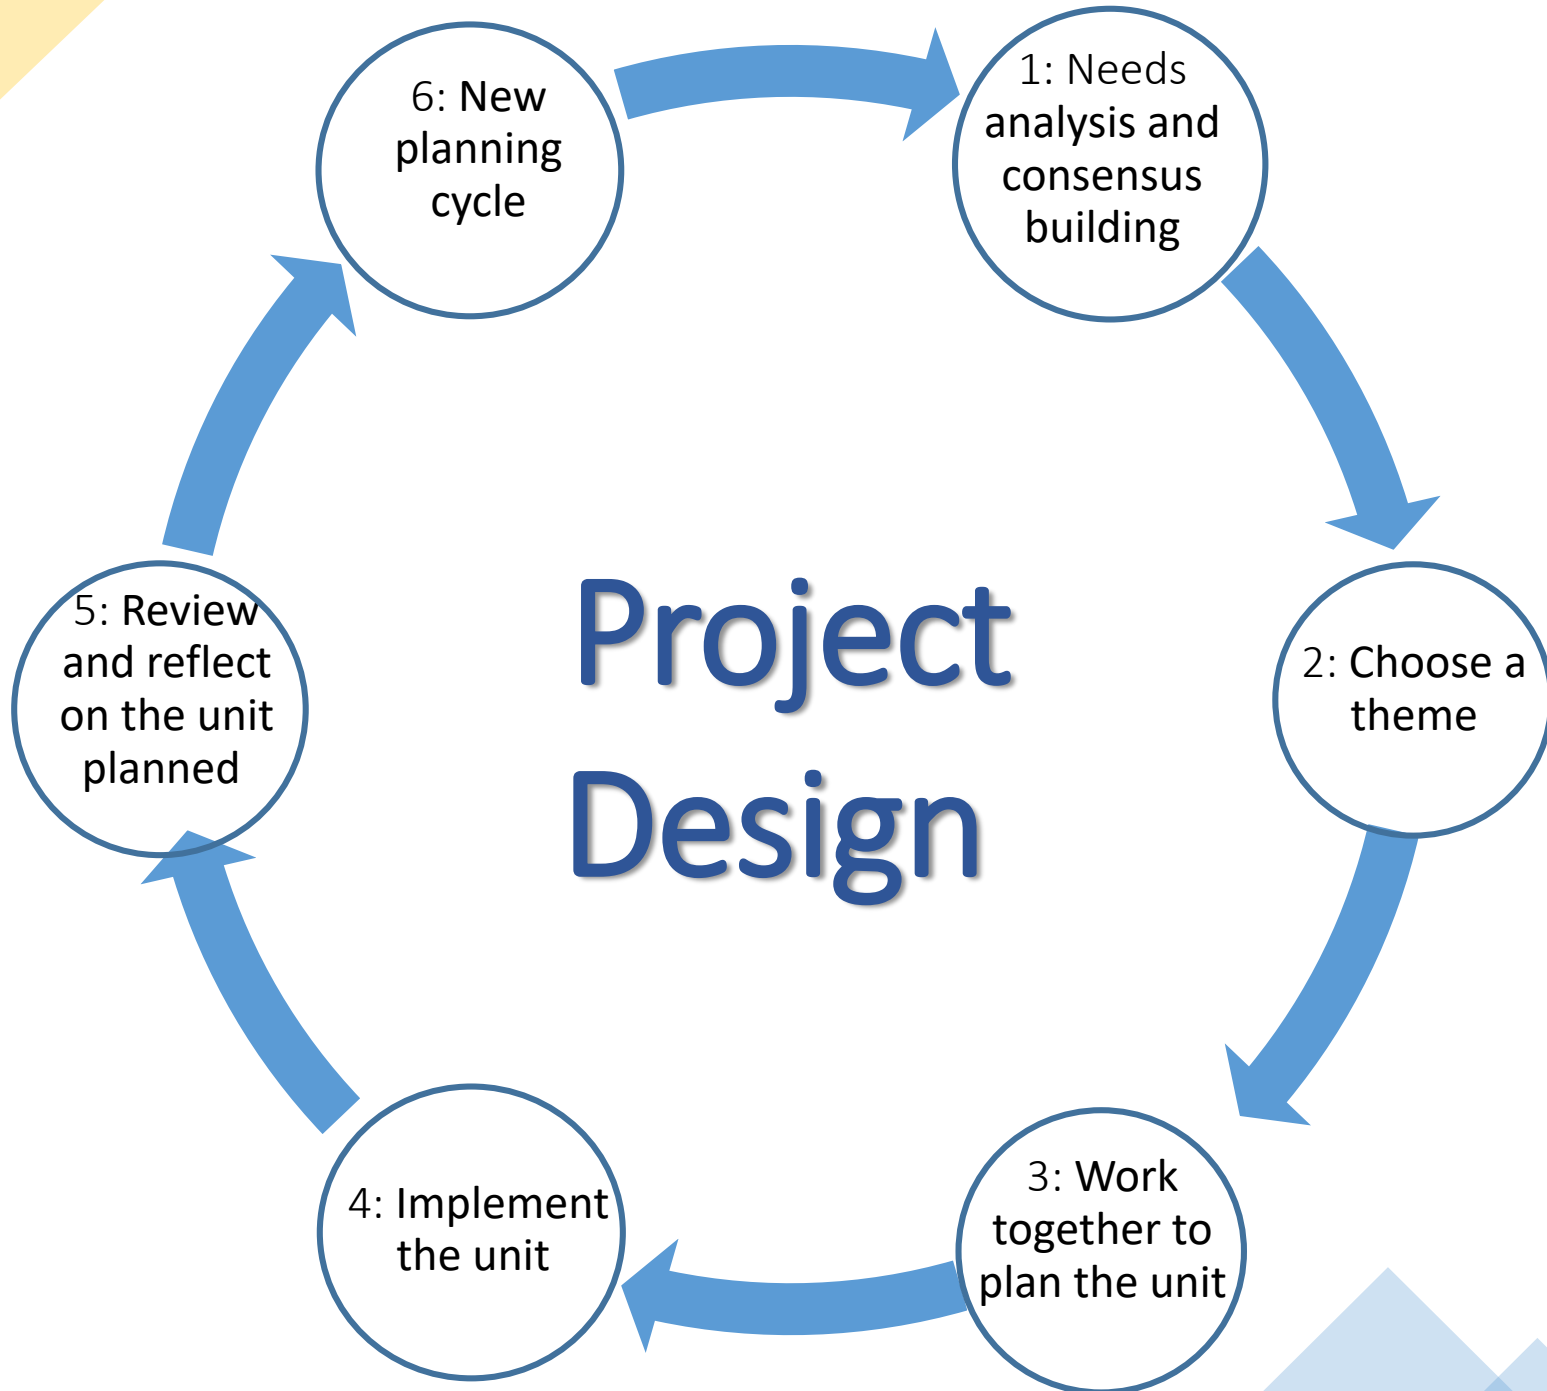 1: Needs
analysis and
consensus
building
2: Choose a
theme
3: Work
together to
plan the unit
4: Implement
the unit
5: Review
and reflect
on the unit
planned
6: New
planning
cycle
Project
Design